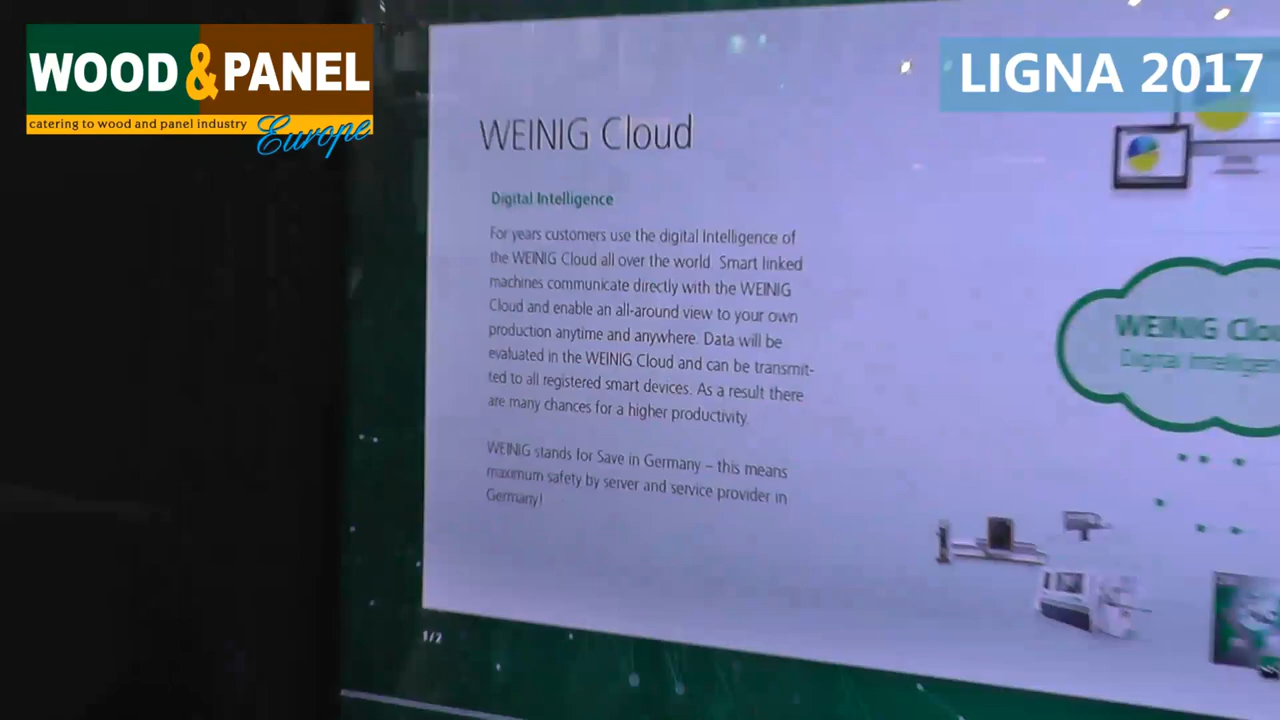 WOOD & PANEL
catering to wood and panel industry
Europe
LIGNA 2017
WEINIG Cloud
Digital Intelligence
For years customers use the digital Intelligence of
the WEINIG Cloud all over the world. Smart linked
machines communicate directly with the WEINIG
Cloud and enable an all-around view to your own
production anytime and anywhere. Data will be
evaluated in the WEINIG Cloud and can be transmit-
ted to all registered smart devices. As a result there
are many chances for a higher productivity.
WEINIG stands for Save in Germany – this means
maximum safety by server and service provider in
Germany!
WEINIG Clou
Digital Intelligen
1/2